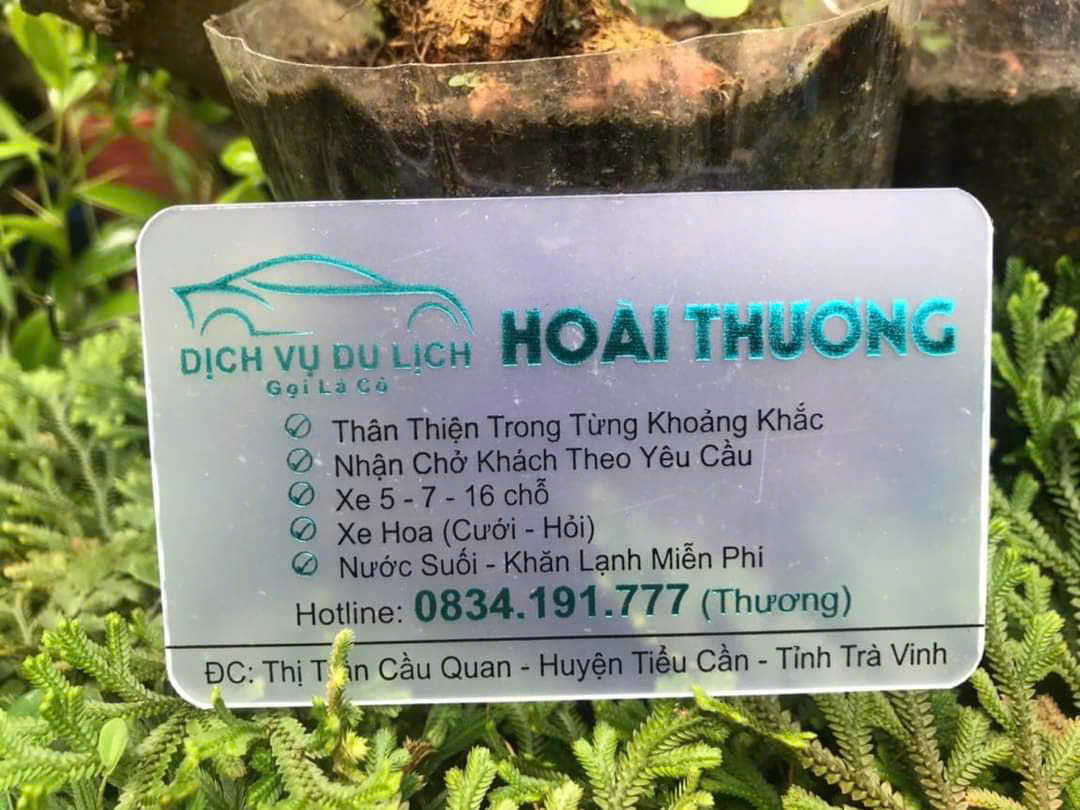 DỊCH VỤ DU LỊCH
Gọi Là Có
HOÀI THƯƠNG
Thân Thiện Trong Từng Khoảng Khắc
Nhận Chở Khách Theo Yêu Cầu
Xe 5 - 7 - 16 chỗ
Xe Hoa (Cưới - Hỏi)
Nước Suối - Khăn Lạnh Miễn Phí
Hotline: 0834.191.777 (Thương)
ĐC: Thị Trấn Cầu Quan - Huyện Tiểu Cần - Tỉnh Trà Vinh